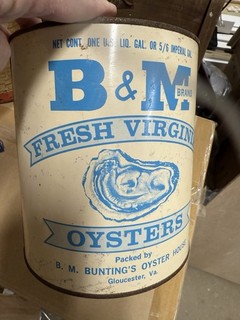 NET CONT. ONE U.S. LIQ. GAL. OR 5/6 IMPERIAL GAL.
B & M
BRAND
FRESH VIRGINI
OYSTERS
Packed by
B. M. BUNTING'S OYSTER HOUSE
Gloucester, Va.